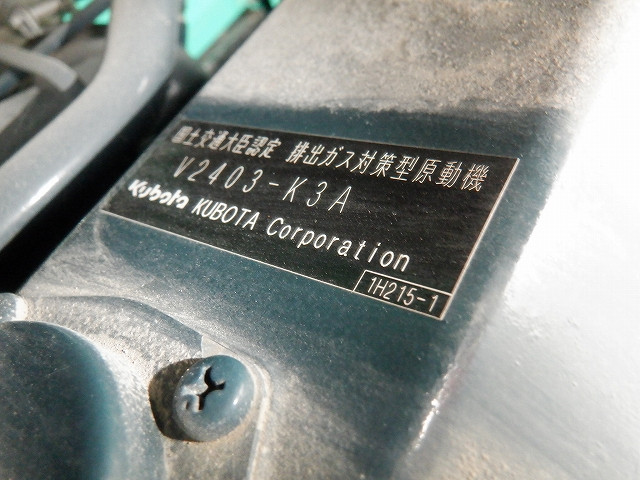 国土交通大臣認定 排出ガス対策型原動機
V2403-K3A
Kubota KUBOTA Corporation
1H215-1